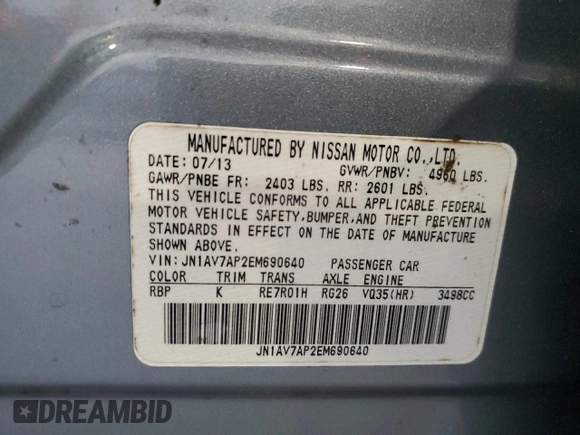 MANUFACTURED BY NISSAN MOTOR CO.,LTD.
DATE: 07/13 GVWR/PNBV: 4960 LBS.
GAWR/PNBE FR: 2403 LBS. RR: 2601 LBS.
THIS VEHICLE CONFORMS TO ALL APPLICABLE FEDERAL
MOTOR VEHICLE SAFETY, BUMPER, AND THEFT PREVENTION
STANDARDS IN EFFECT ON THE DATE OF MANUFACTURE
SHOWN ABOVE.
VIN: JN1AV7AP2EM690640 PASSENGER CAR
COLOR TRIM TRANS AXLE ENGINE
RBP K RE7R01H RG26 VQ35(HR) 3498CC
JN1AV7AP2EM690640
DREAMBID